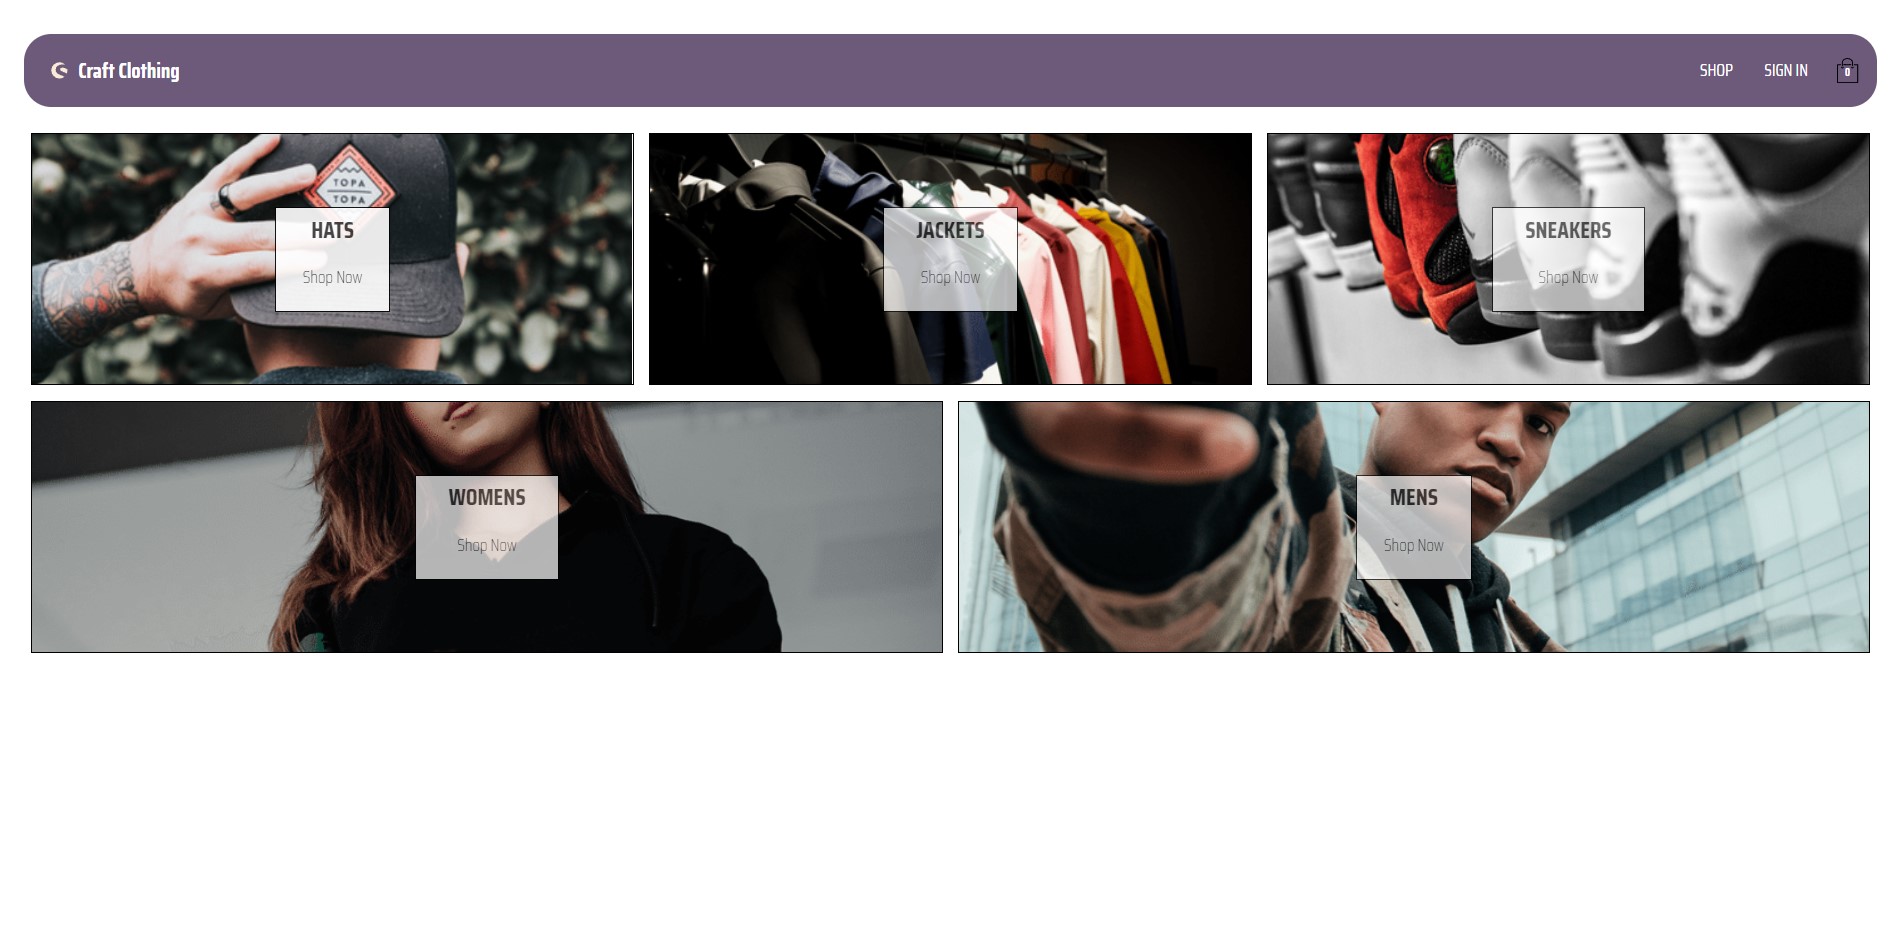 Craft Clothing
SHOP
SIGN IN
0
TOPA
TOPA
HATS
Shop Now
JACKETS
Shop Now
SNEAKERS
Shop Now
WOMENS
Shop Now
MENS
Shop Now